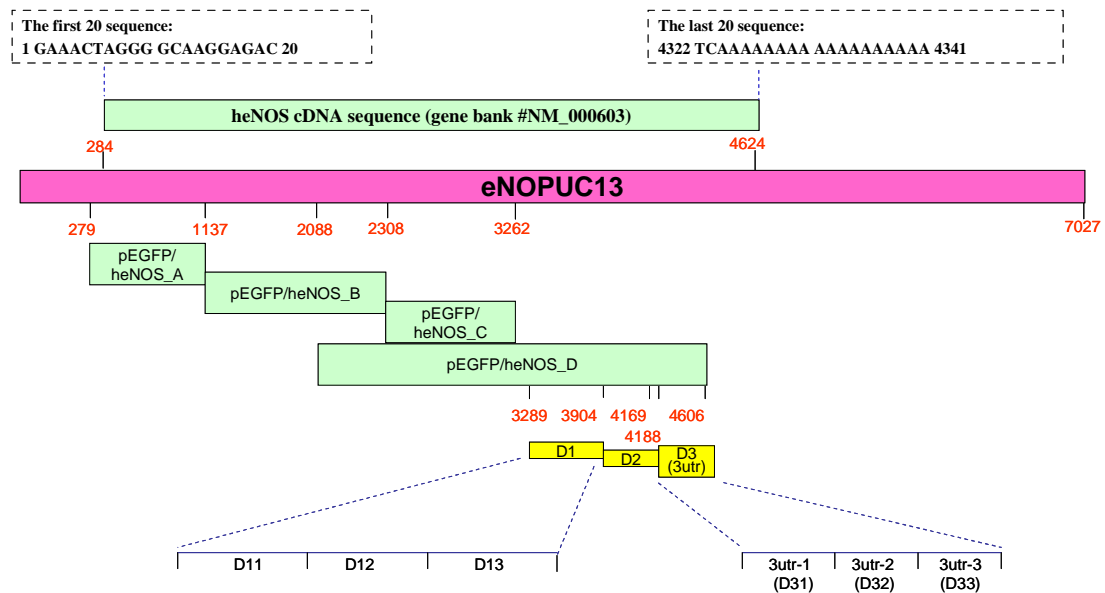 The first 20 sequence:
1 GAAACTAGGG GCAAGGAGAC 20
The last 20 sequence:
4322 TCAAAAAAAA AAAAAAAAAA 4341
heNOS cDNA sequence (gene bank #NM_000603)
284
4624
eNOPUC13
279
1137
2088
2308
3262
7027
pEGFP/
heNOS_A
pEGFP/heNOS_B
pEGFP/
heNOS_C
pEGFP/heNOS_D
3289
3904
4169
4606
4188
D1
D2
D3
(3utr)
D11
D12
D13
3utr-1
(D31)
3utr-2
(D32)
3utr-3
(D33)